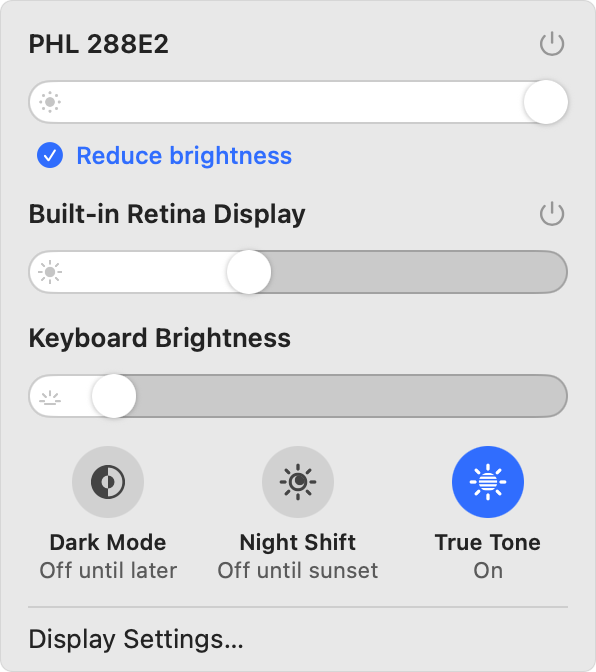 PHL 288E2
Reduce brightness
Built-in Retina Display
Keyboard Brightness
Dark Mode
Off until later
Night Shift
Off until sunset
True Tone
On
Display Settings...